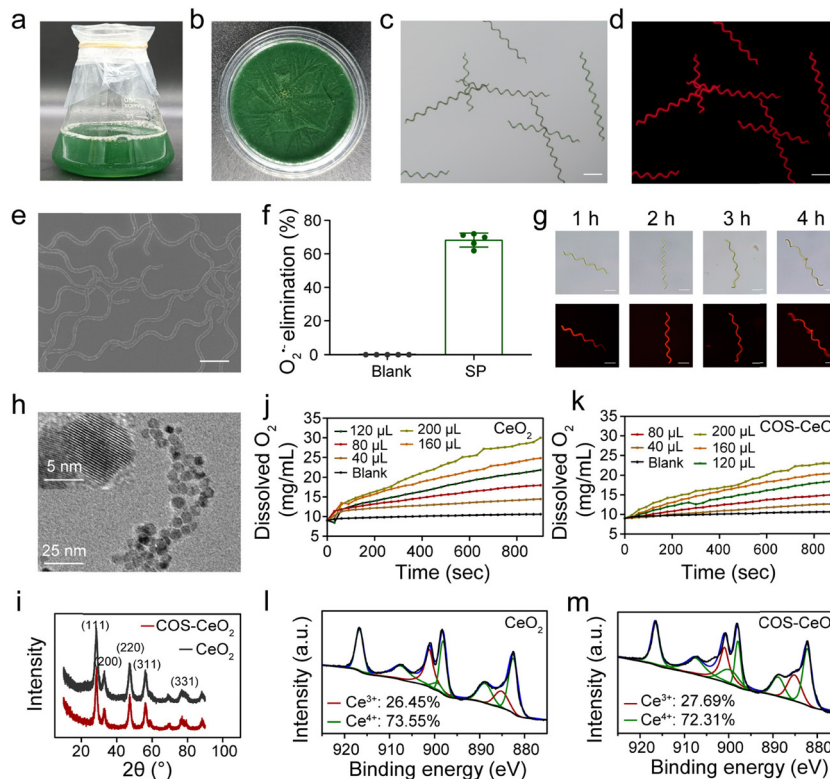 a
b
c
d
e
f
O₂•⁻ elimination (%)
80
60
40
20
0
Blank
SP
g
1 h
2 h
3 h
4 h
h
5 nm
25 nm
j
CeO₂
120 µL
200 µL
80 µL
160 µL
40 µL
Blank
Dissolved O₂
(mg/mL)
35
30
25
20
15
10
5
0
200
400
600
800
Time (sec)
k
COS-CeO
80 µL
200 µL
40 µL
160 µL
Blank
120 µL
Dissolved O₂
(mg/mL)
35
30
25
20
15
10
5
0
200
400
600
800
Time (sec)
i
(111)
(200)
(220)
(311)
(331)
COS-CeO₂
CeO₂
Intensity
0
20
40
60
80
100
2θ (°)
l
CeO₂
Intensity (a.u.)
Ce³⁺: 26.45%
Ce⁴⁺: 73.55%
920
910
900
890
880
Binding energy (eV)
m
COS-CeO
Intensity (a.u.)
Ce³⁺: 27.69%
Ce⁴⁺: 72.31%
920
910
900
890
880
Binding energy (eV)